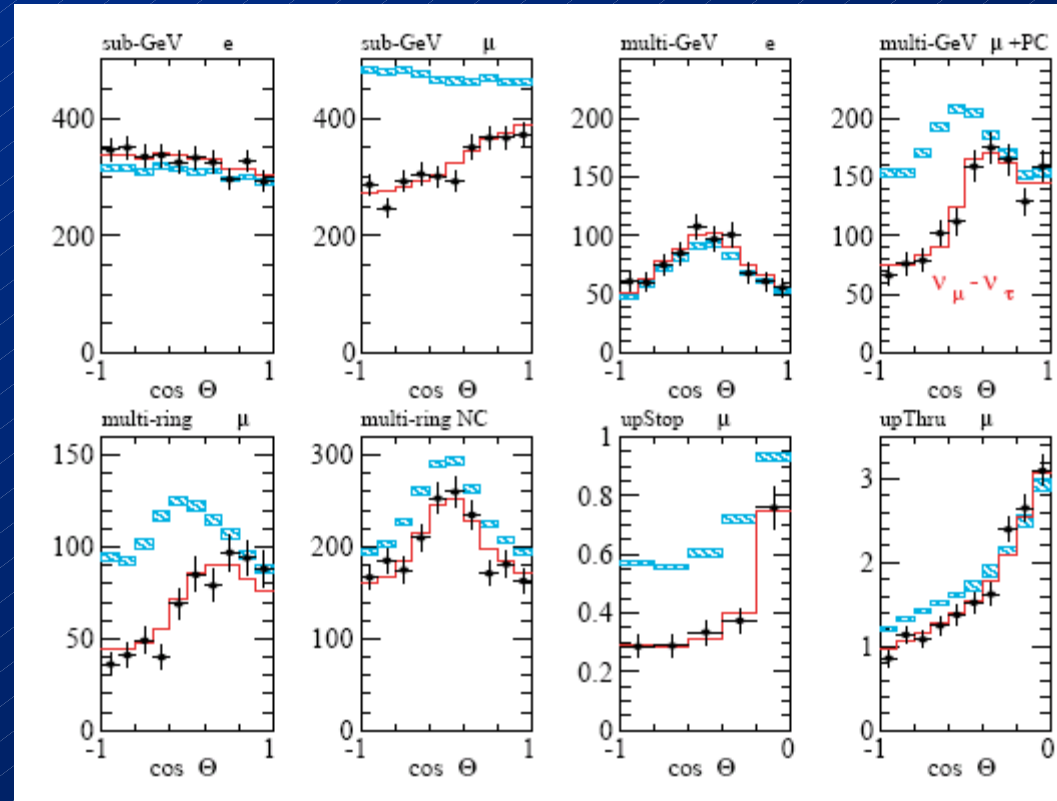 sub-GeV e
400
200
0
-1 1
cos Θ
sub-GeV μ
400
200
0
-1 1
cos Θ
multi-GeV e
200
150
100
50
0
-1 1
cos Θ
multi-GeV μ +PC
200
150
100
50
0
ν μ - ν τ
-1 1
cos Θ
multi-ring μ
150
100
50
0
-1 1
cos Θ
multi-ring NC
300
200
100
0
-1 1
cos Θ
upStop μ
1
0.8
0.6
0.4
0.2
0
-1 0
cos Θ
upThru μ
3
2
1
0
-1 0
cos Θ